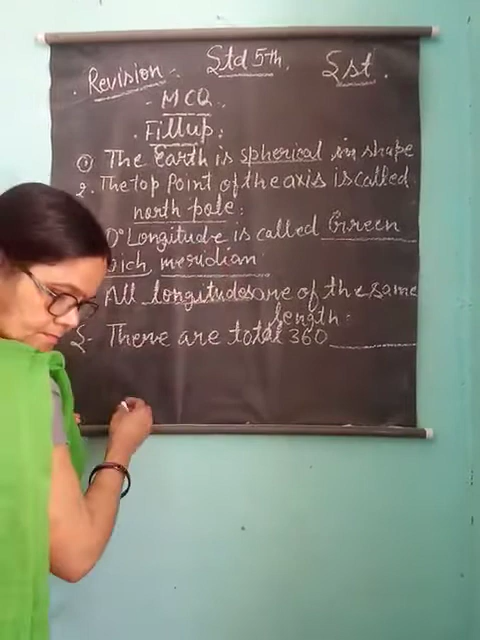 Revision. Std 5th. Sst.
- MCQ.
. Fillup:
① The Earth is spherical in shape
2. The top Point of the axis is called
north pole.
0° Longitude is called Green
wich meridian
All longitudes are of the same
length:
5- There are total 360 ______